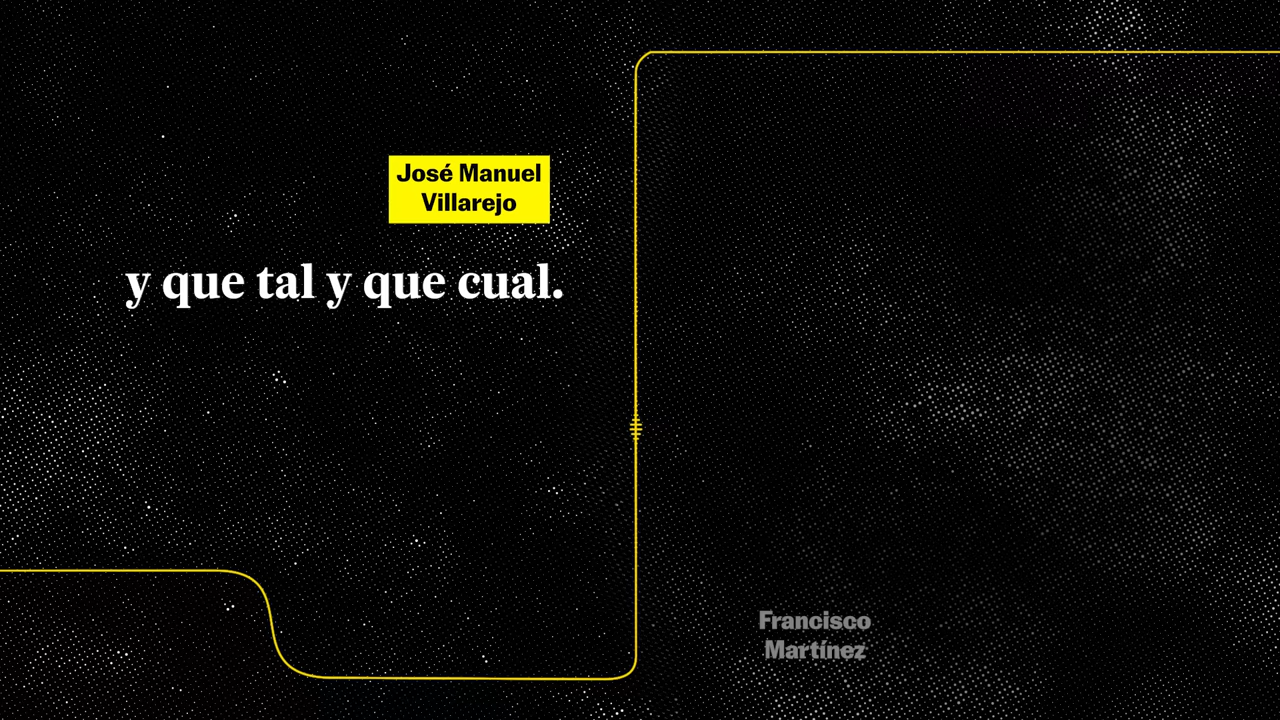 José Manuel
Villarejo
y que tal y que cual.
Francisco
Martínez